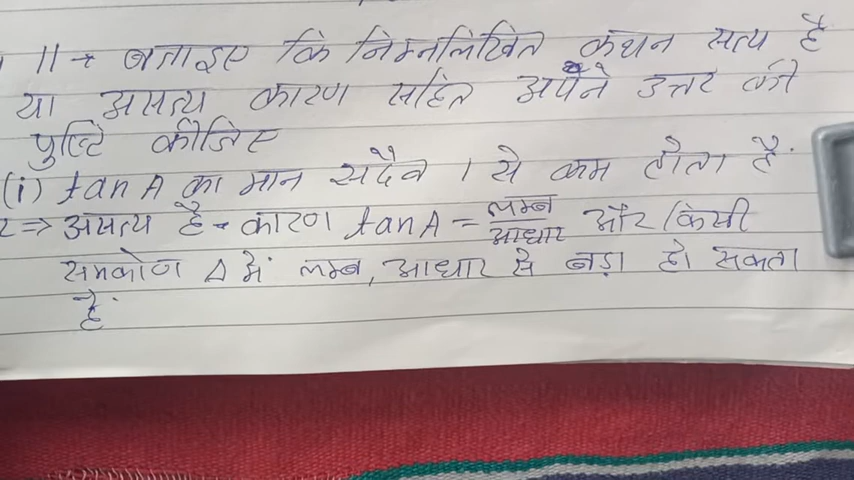 11 → बताइए कि निम्नलिखित कथन सत्य है
या असत्य कारण सहित अपने उत्तर की
पुष्टि कीजिए
(i) tan A का मान सदैव 1 से कम होता है.
⇒ असत्य है - कारण tan A = लम्ब/आधार और किसी
समकोण Δ में लम्ब, आधार से बड़ा हो सकता
है.